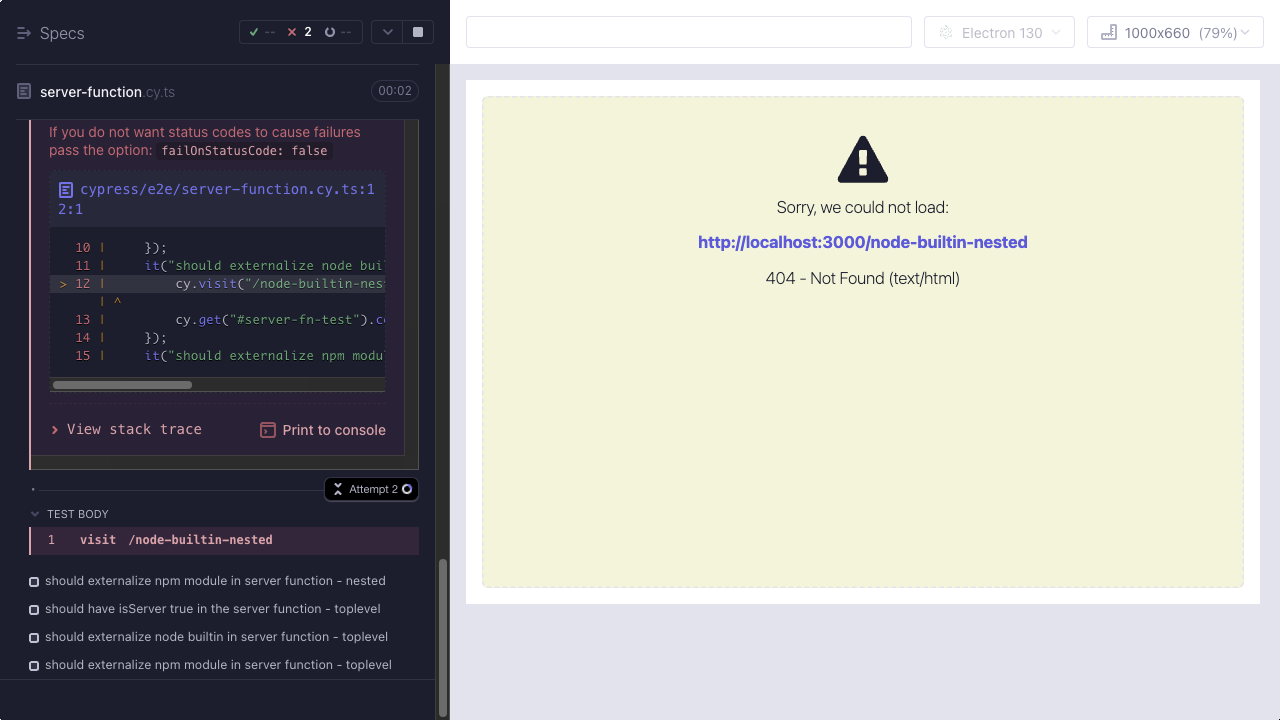 Specs
-- 2 --
Electron 130
1000x660 (79%)
server-function.cy.ts
00:02
If you do not want status codes to cause failures
pass the option: failOnStatusCode: false
cypress/e2e/server-function.cy.ts:1
2:1
10 | });
11 | it("should externalize node bui
> 12 | cy.visit("/node-builtin-nes
| ^
13 | cy.get("#server-fn-test").co
14 | });
15 | it("should externalize npm modu
View stack trace
Print to console
Attempt 2
TEST BODY
1 visit /node-builtin-nested
should externalize npm module in server function - nested
should have isServer true in the server function - toplevel
should externalize node builtin in server function - toplevel
should externalize npm module in server function - toplevel
Sorry, we could not load:
http://localhost:3000/node-builtin-nested
404 - Not Found (text/html)